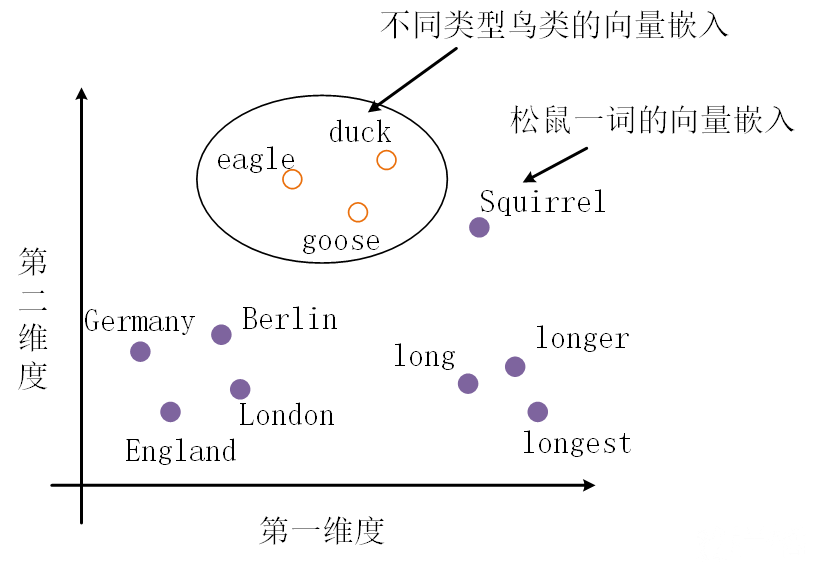 不同类型鸟类的向量嵌入
松鼠一词的向量嵌入
duck
eagle
Squirrel
goose
第二维度
Germany
Berlin
longer
long
London
longest
England
第一维度